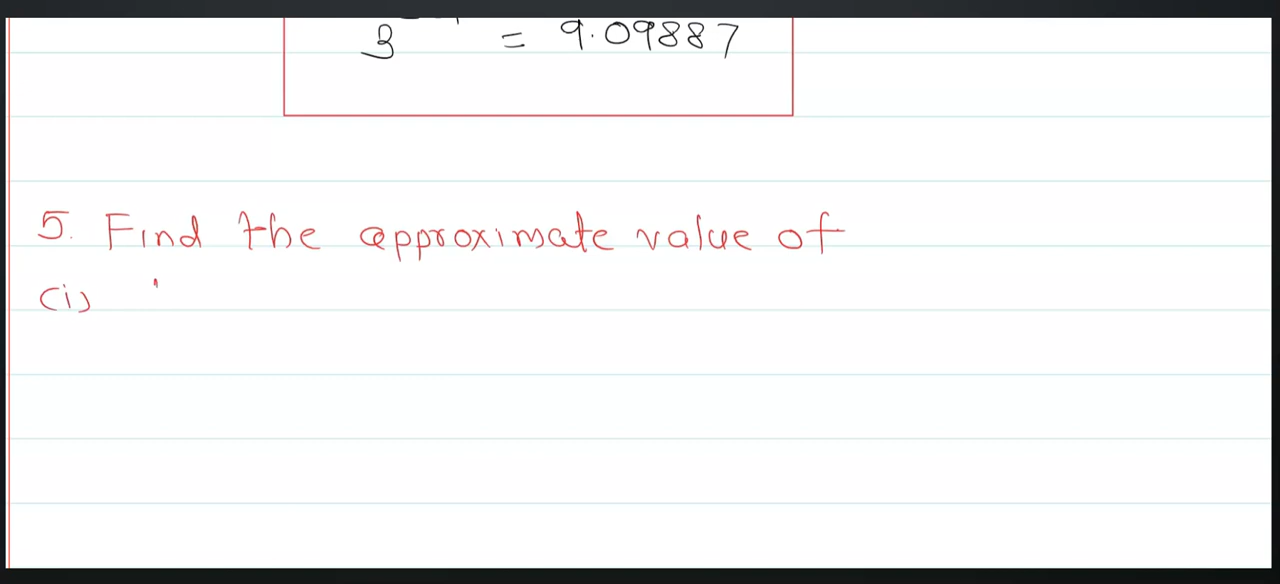 3 = 9.09887
5. Find the approximate value of
(i)